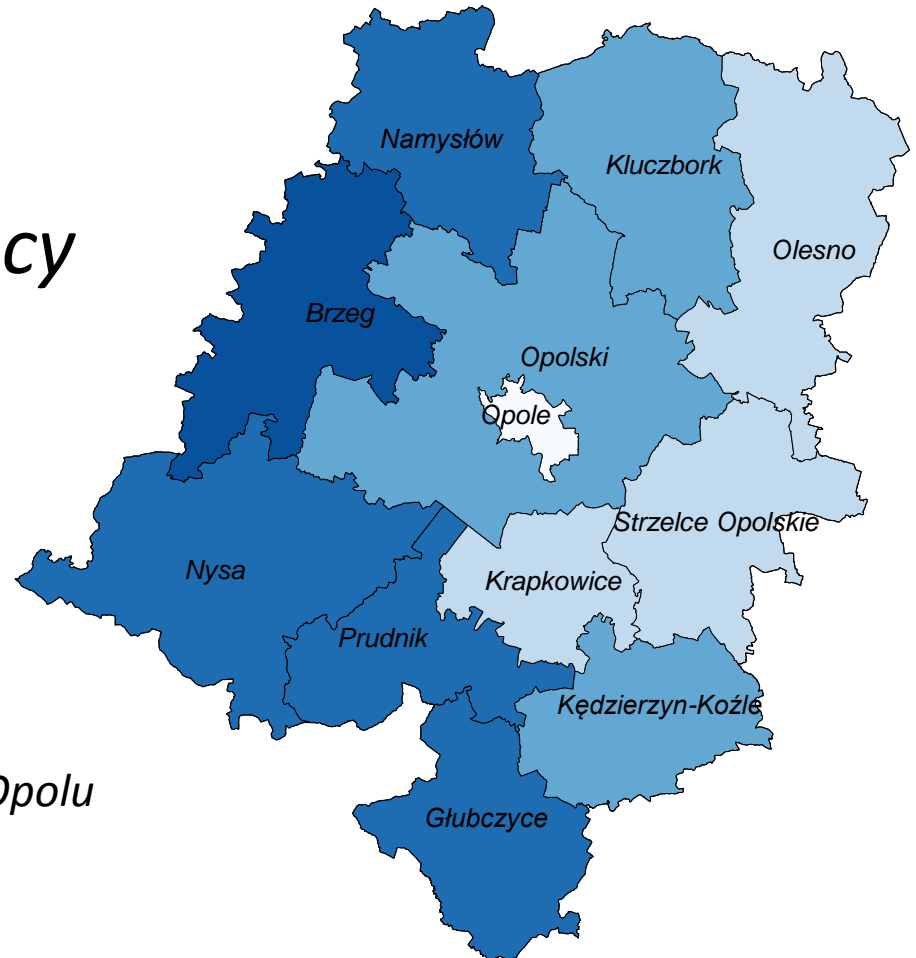 Namysłów
Kluczbork
cy
Olesno
Brzeg
Opolski
Opole
Strzelce Opolskie
Nysa
Krapkowice
Prudnik
Kędzierzyn-Koźle
Opolu
Głubczyce